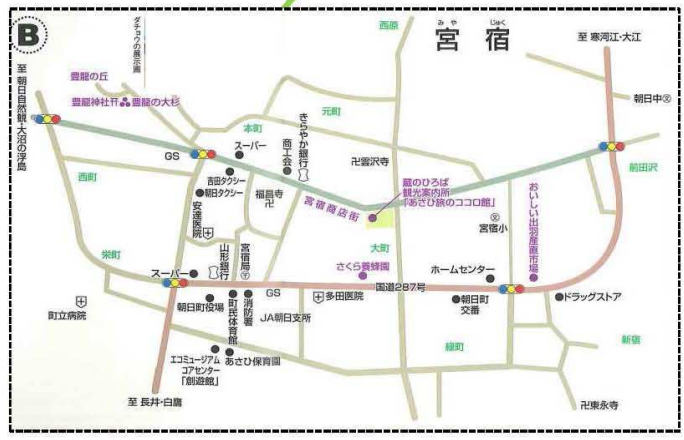 B
みや じゅく
宮宿
西原
至 寒河江・大江
ダチョウの展示圃
豊龍の丘
豊龍神社 豊龍の大杉
至 朝日自然観・大沼の浮島
朝日中
元町
本町
きらやか銀行
商工会
スーパー
GS
卍雲沢寺
前田沢
西町
吉田タクシー
朝日タクシー
福昌寺
卍
蔵のひろば
観光案内所
「あさひ旅のココロ館」
宮宿商店街
安達医院
おいしい出羽産直市場
宮宿小
大町
栄町
山形銀行
宮宿局
さくら養蜂園
スーパー
ホームセンター
国道287号
GS
多田医院
朝日町役場
町民体育館
消防署
JA朝日支所
朝日町
交番
ドラッグストア
町立病院
緑町
新宿
エコミュージアム
コアセンター
「創遊館」
あさひ保育園
至 長井・白鷹
卍東永寺